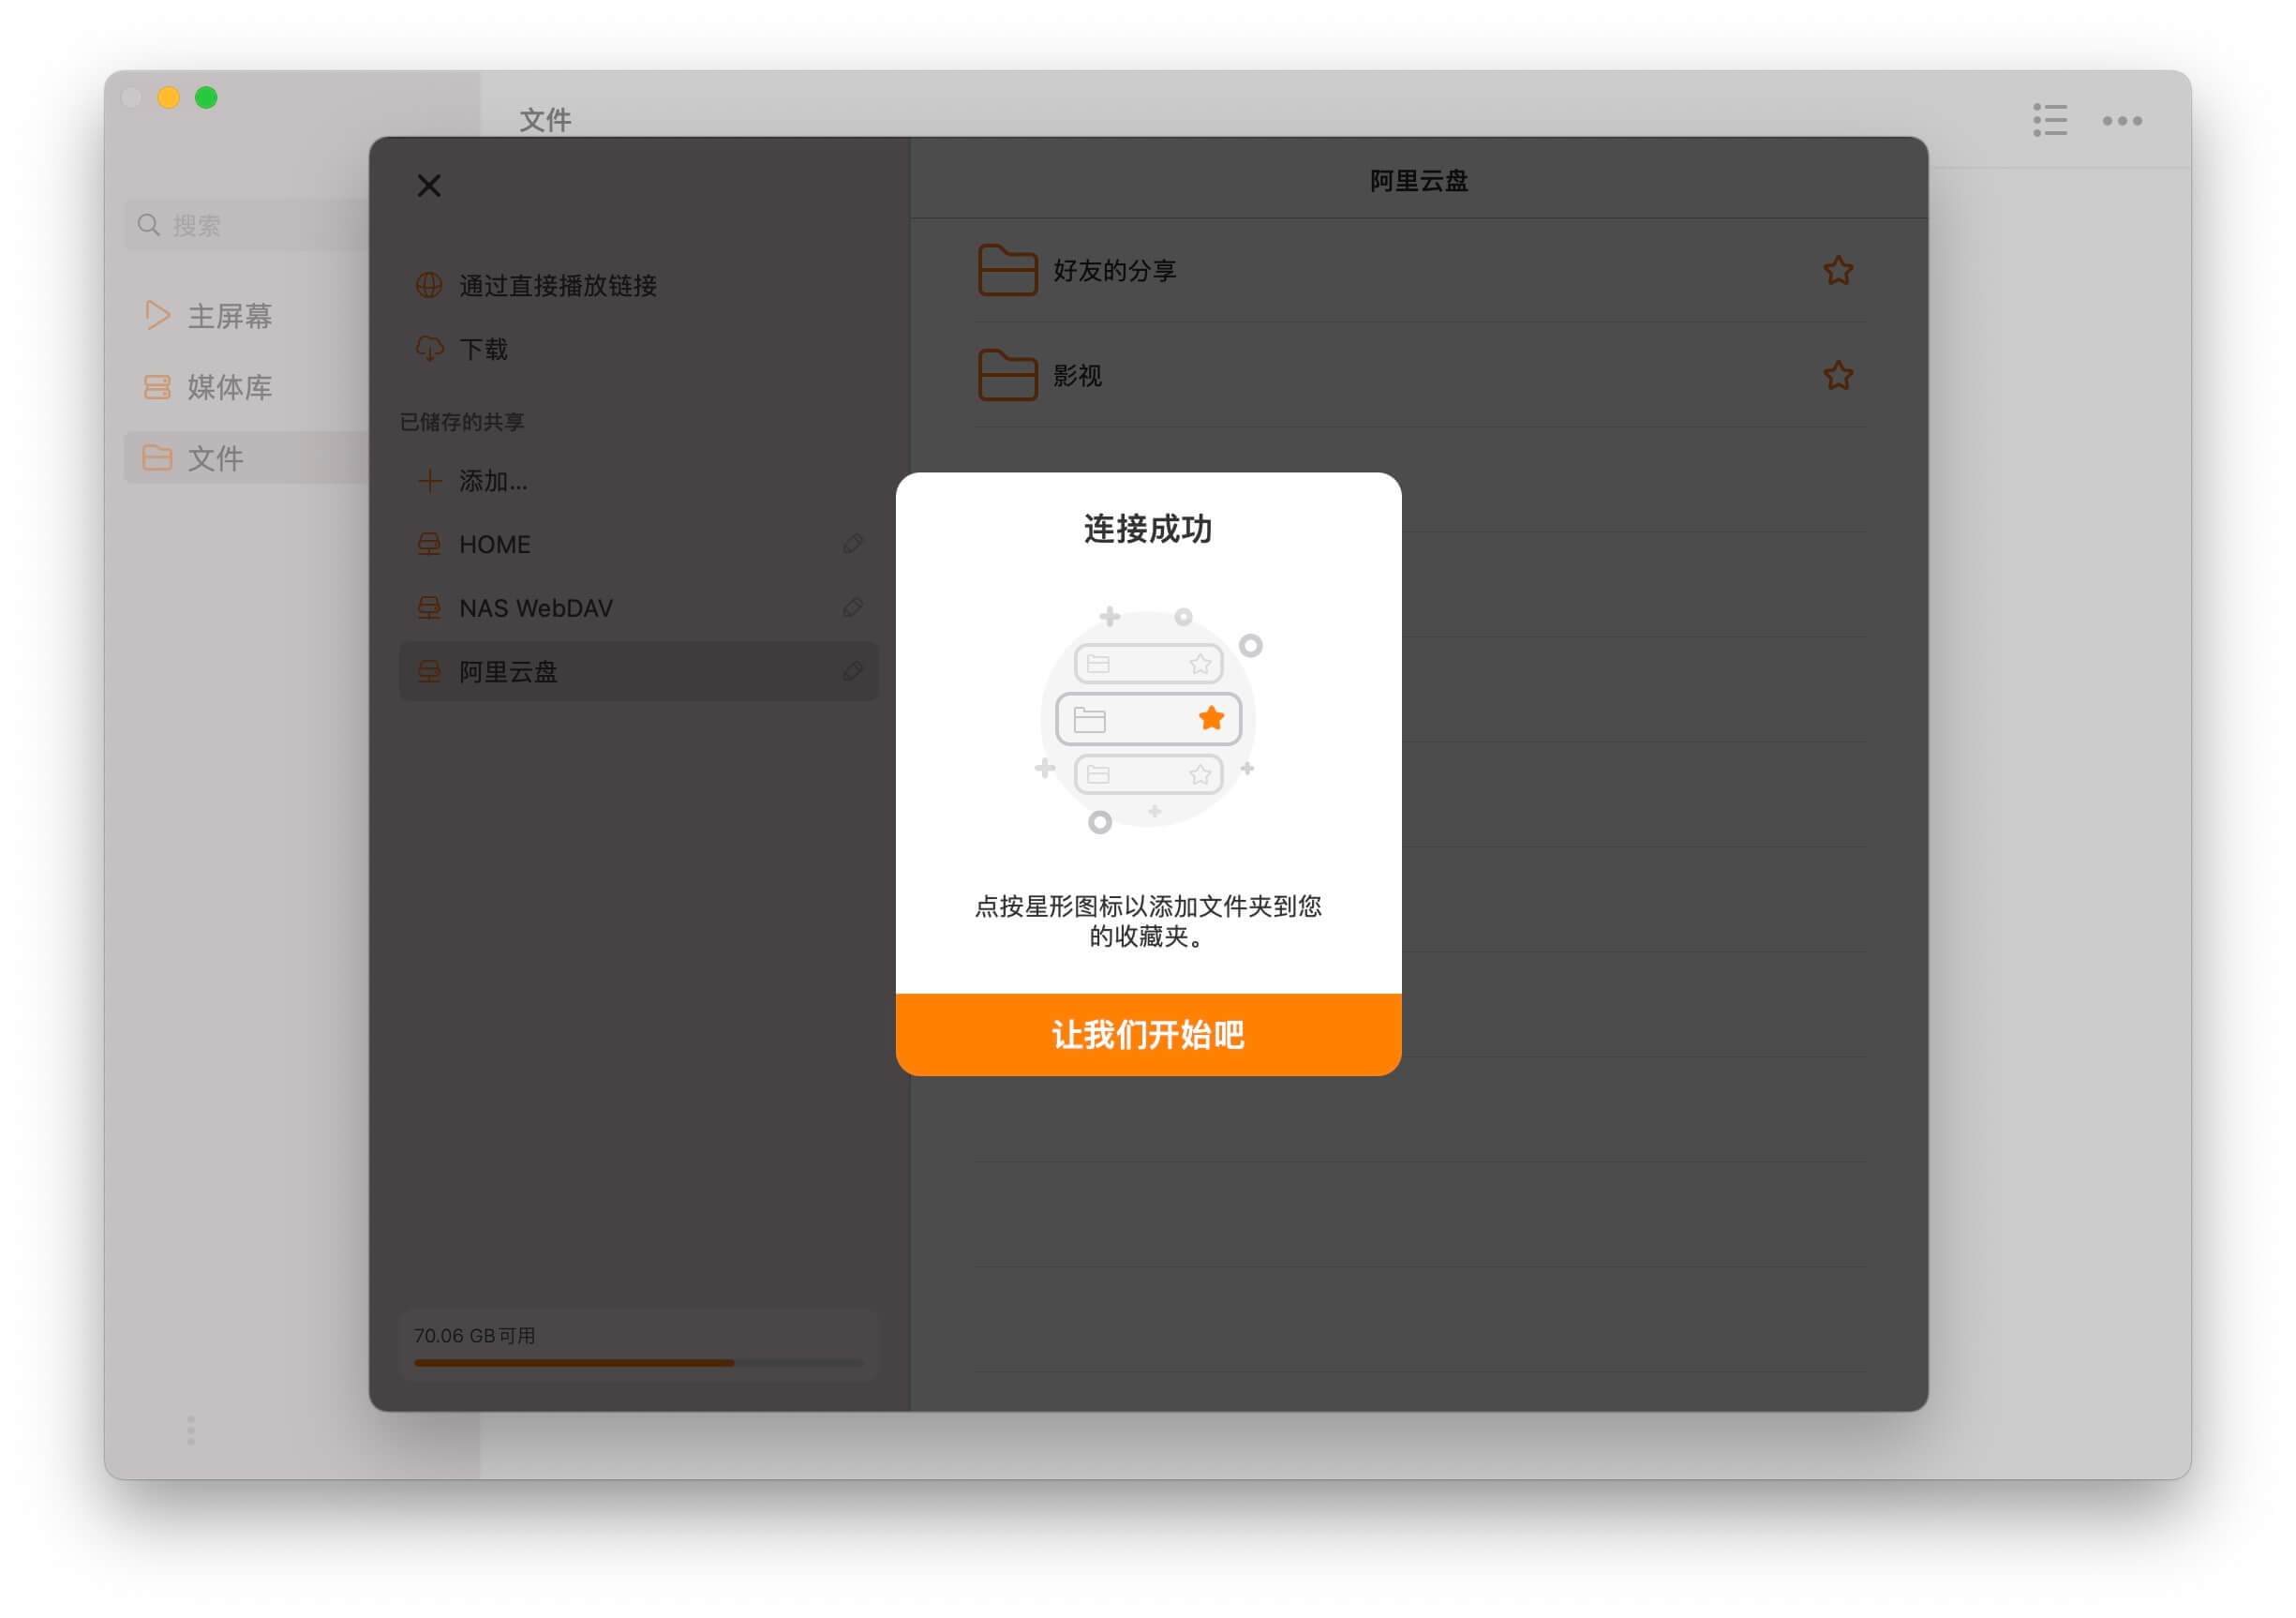 文件
搜索
主屏幕
媒体库
文件
通过直接播放链接
下载
已储存的共享
添加...
HOME
NAS WebDAV
阿里云盘
70.06 GB可用
阿里云盘
好友的分享
影视
连接成功
点按星形图标以添加文件夹到您
的收藏夹。
让我们开始吧